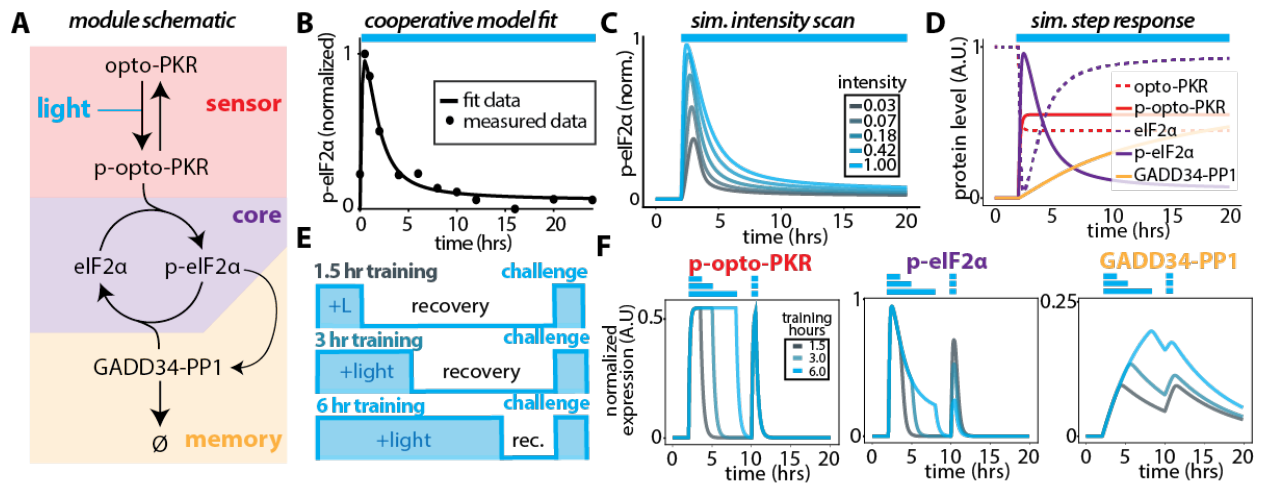 A module schematic
opto-PKR
light
sensor
p-opto-PKR
core
eIF2α
p-eIF2α
GADD34-PP1
Ø
memory
B cooperative model fit
p-eIF2α (normalized)
1
0
fit data
measured data
0 5 10 15 20
time (hrs)
C sim. intensity scan
p-eIF2α (norm.)
1
0
intensity
0.03
0.07
0.18
0.42
1.00
0 5 10 15 20
time (hrs)
D sim. step response
protein level (A.U.)
1
0
opto-PKR
p-opto-PKR
eIF2α
p-eIF2α
GADD34-PP1
0 5 10 15 20
time (hrs)
E
1.5 hr training challenge
+L recovery
3 hr training challenge
+light recovery
6 hr training challenge
+light rec.
F
p-opto-PKR
normalized
expression (A.U)
0.5
0
training
hours
1.5
3.0
6.0
0 5 10 15 20
time (hrs)
p-eIF2α
1
0
0 5 10 15 20
time (hrs)
GADD34-PP1
0.25
0
0 5 10 15 20
time (hrs)